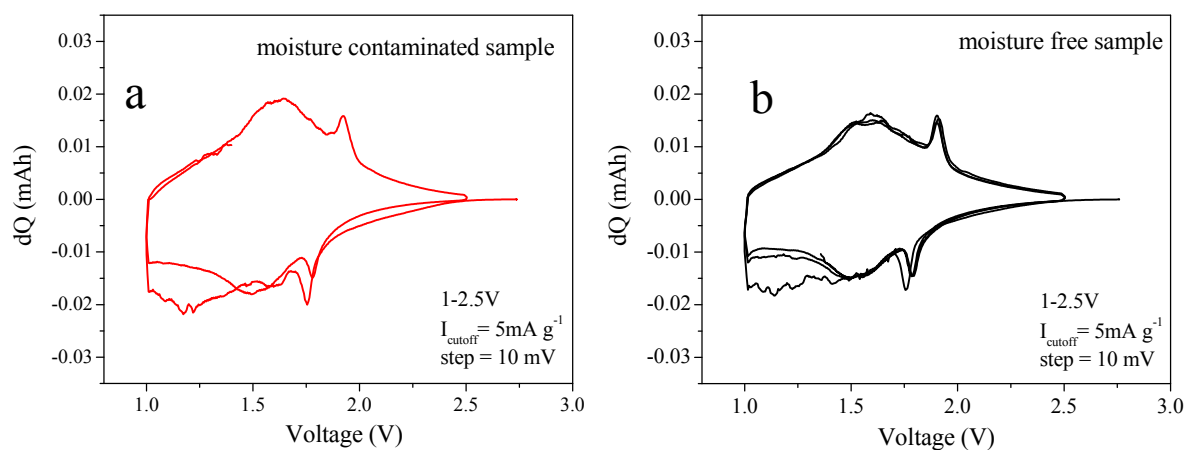 moisture contaminated sample
a
0.03
0.02
0.01
0.00
-0.01
-0.02
-0.03
dQ (mAh)
1-2.5V
I_cutoff= 5mA g^-1
step = 10 mV
1.0 1.5 2.0 2.5 3.0
Voltage (V)
moisture free sample
b
0.03
0.02
0.01
0.00
-0.01
-0.02
-0.03
dQ (mAh)
1-2.5V
I_cutoff= 5mA g^-1
step = 10 mV
1.0 1.5 2.0 2.5 3.0
Voltage (V)